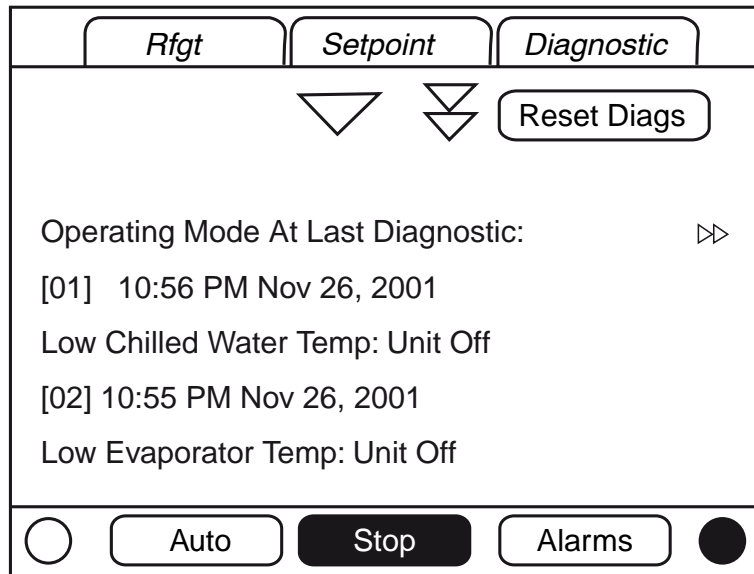 Rfgt Setpoint Diagnostic
Reset Diags
Operating Mode At Last Diagnostic:
[01] 10:56 PM Nov 26, 2001
Low Chilled Water Temp: Unit Off
[02] 10:55 PM Nov 26, 2001
Low Evaporator Temp: Unit Off
Auto Stop Alarms